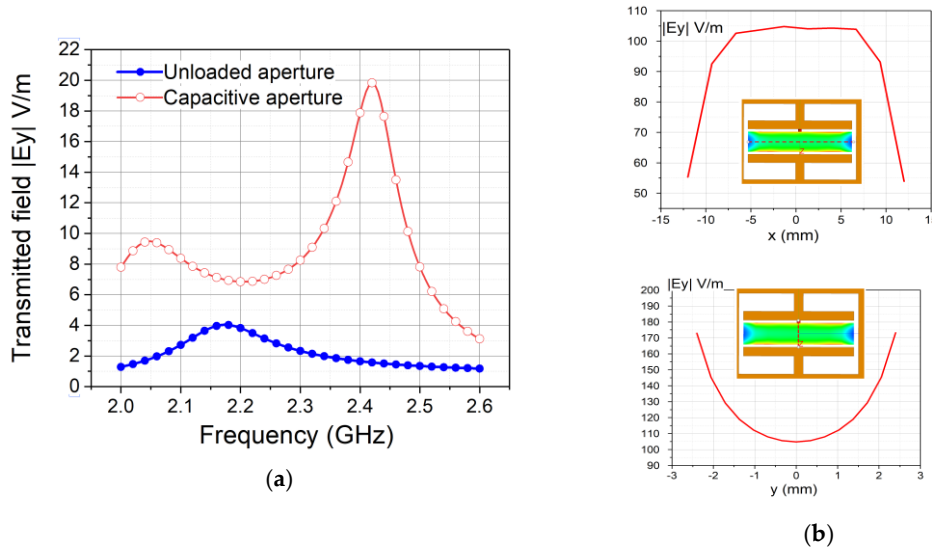 22
20
18
16
14
12
10
8
6
4
2
0
Transmitted field |Ey| V/m
Unloaded aperture
Capacitive aperture
2.0 2.1 2.2 2.3 2.4 2.5 2.6
Frequency (GHz)
(a)
|Ey| V/m
110
100
90
80
70
60
50
-15 -10 -5 0 5 10 15
x (mm)
|Ey| V/m
200
190
180
170
160
150
140
130
120
110
100
90
-3 -2 -1 0 1 2 3
y (mm)
(b)